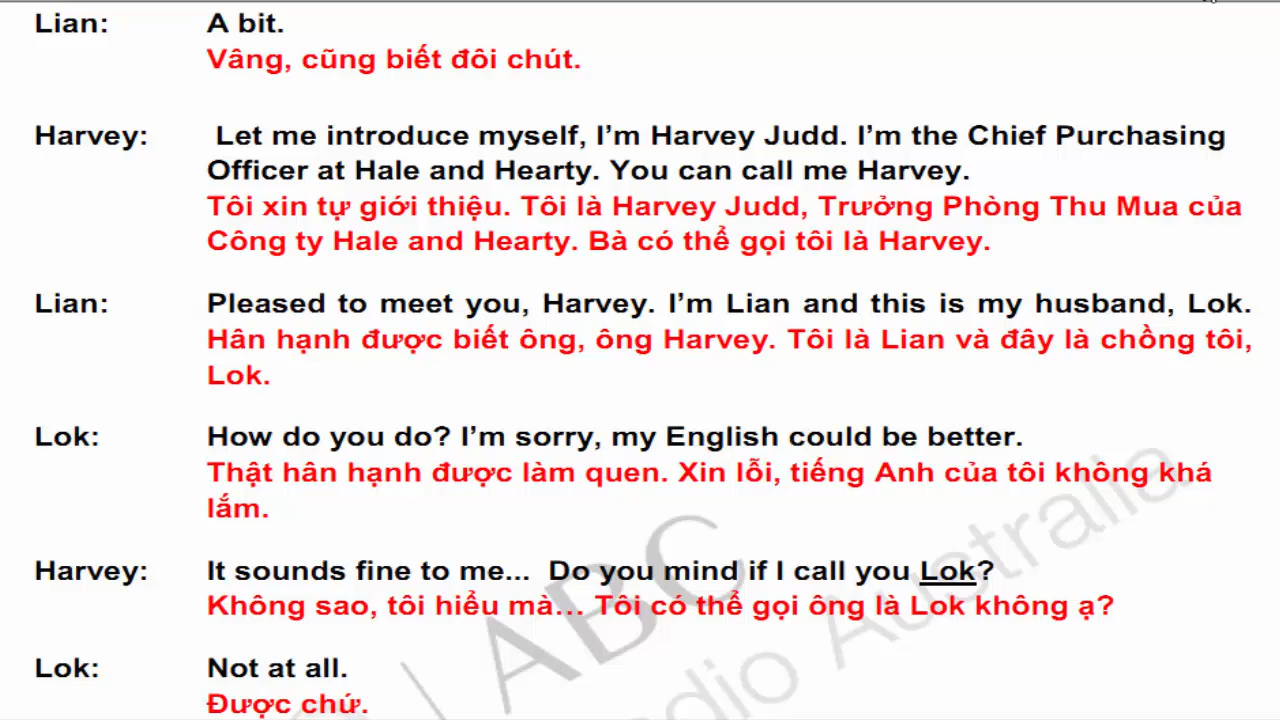 Lian: A bit.
Vâng, cũng biết đôi chút.
Harvey: Let me introduce myself, I’m Harvey Judd. I’m the Chief Purchasing
Officer at Hale and Hearty. You can call me Harvey.
Tôi xin tự giới thiệu. Tôi là Harvey Judd, Trưởng Phòng Thu Mua của
Công ty Hale and Hearty. Bà có thể gọi tôi là Harvey.
Lian: Pleased to meet you, Harvey. I’m Lian and this is my husband, Lok.
Hân hạnh được biết ông, ông Harvey. Tôi là Lian và đây là chồng tôi,
Lok.
Lok: How do you do? I’m sorry, my English could be better.
Thật hân hạnh được làm quen. Xin lỗi, tiếng Anh của tôi không khá
lắm.
Harvey: It sounds fine to me... Do you mind if I call you Lok?
Không sao, tôi hiểu mà… Tôi có thể gọi ông là Lok không ạ?
Lok: Not at all.
Được chứ.
ABC
Australia